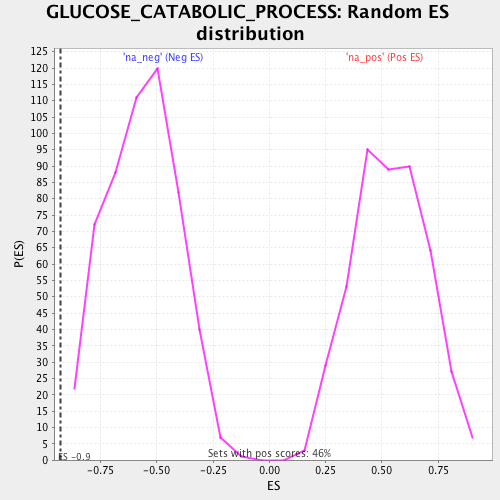 GLUCOSE_CATABOLIC_PROCESS: Random ES
distribution
'na_neg' (Neg ES)
'na_pos' (Pos ES)
125
120
115
110
105
100
95
90
85
80
75
70
65
60
55
50
45
40
35
30
25
20
15
10
5
0
P(ES)
ES -0.9
Sets with pos scores: 46%
-0.75 -0.50 -0.25 0.00 0.25 0.50 0.75
ES